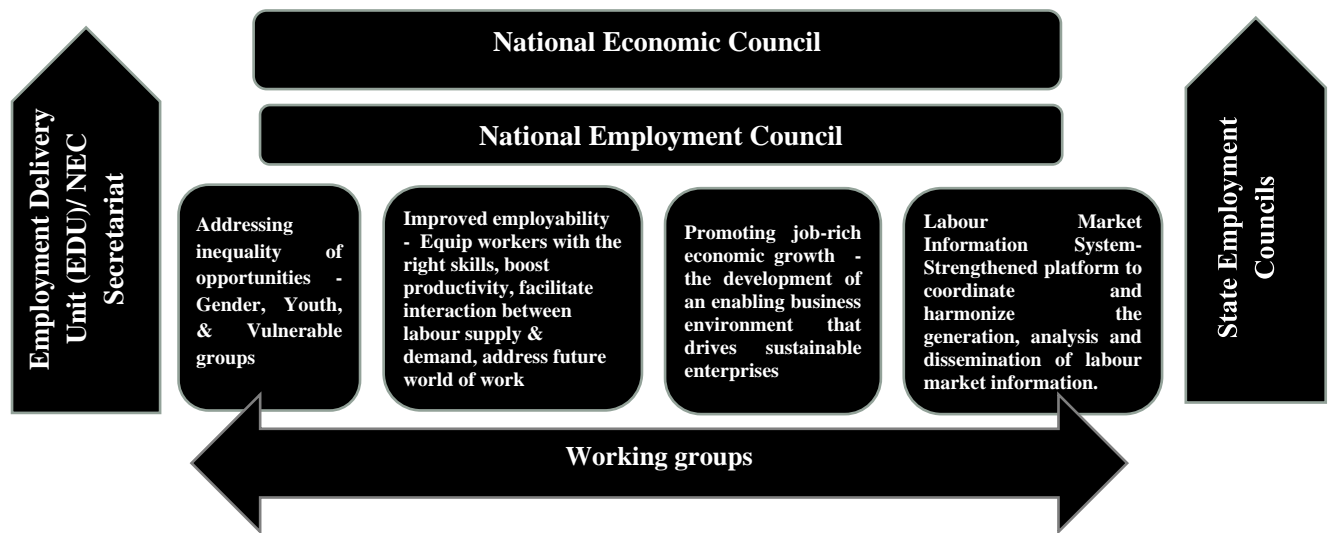 National Economic Council
National Employment Council
Employment Delivery
Unit (EDU)/ NEC
Secretariat
Addressing
inequality of
opportunities -
Gender, Youth,
& Vulnerable
groups
Improved employability
- Equip workers with the
right skills, boost
productivity, facilitate
interaction between
labour supply &
demand, address future
world of work
Promoting job-rich
economic growth -
the development of
an enabling business
environment that
drives sustainable
enterprises
Labour Market
Information System-
Strengthened platform to
coordinate and
harmonize the
generation, analysis and
dissemination of labour
market information.
State Employment
Councils
Working groups